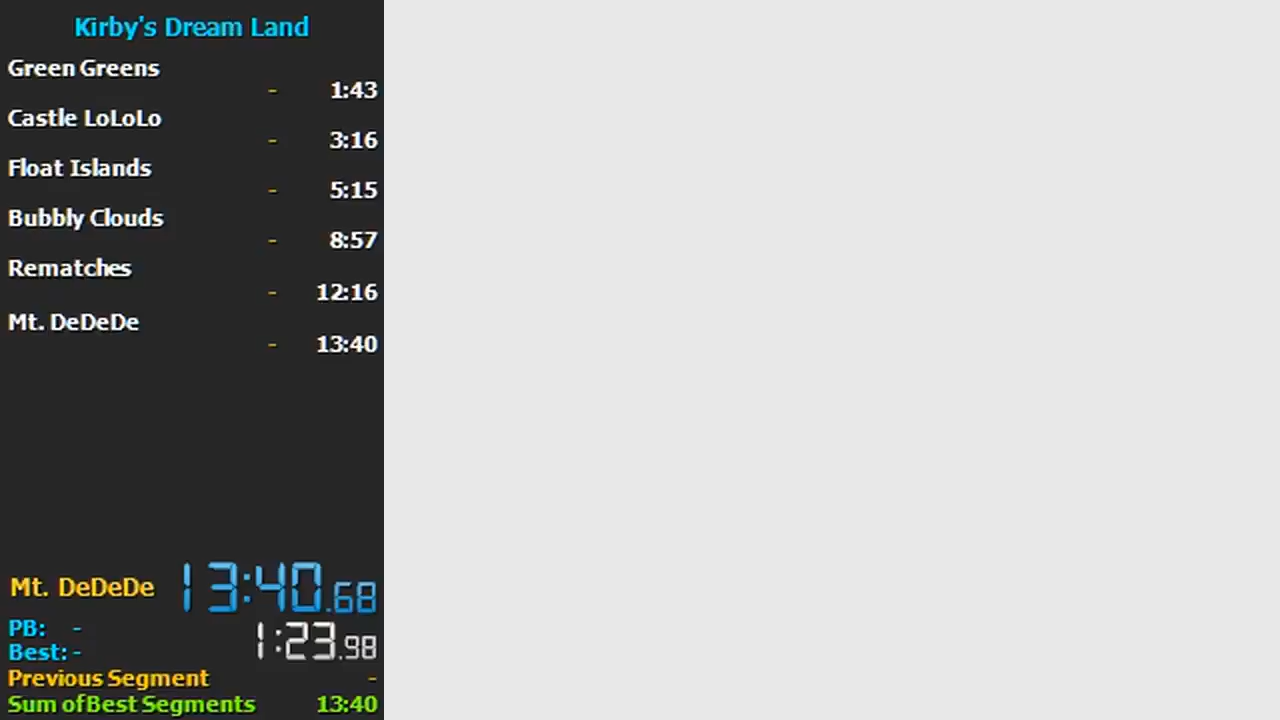 Kirby's Dream Land
Green Greens
- 1:43
Castle LoLoLo
- 3:16
Float Islands
- 5:15
Bubbly Clouds
- 8:57
Rematches
- 12:16
Mt. DeDeDe
- 13:40
Mt. DeDeDe 13:40.68
PB: -
1:23.98
Best: -
Previous Segment -
Sum of Best Segments 13:40